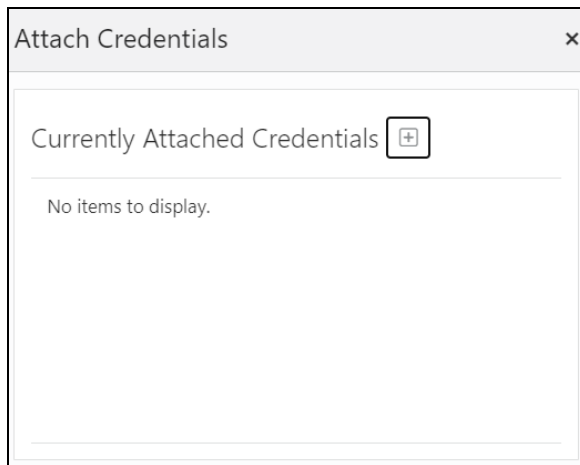 Attach Credentials
Currently Attached Credentials
No items to display.